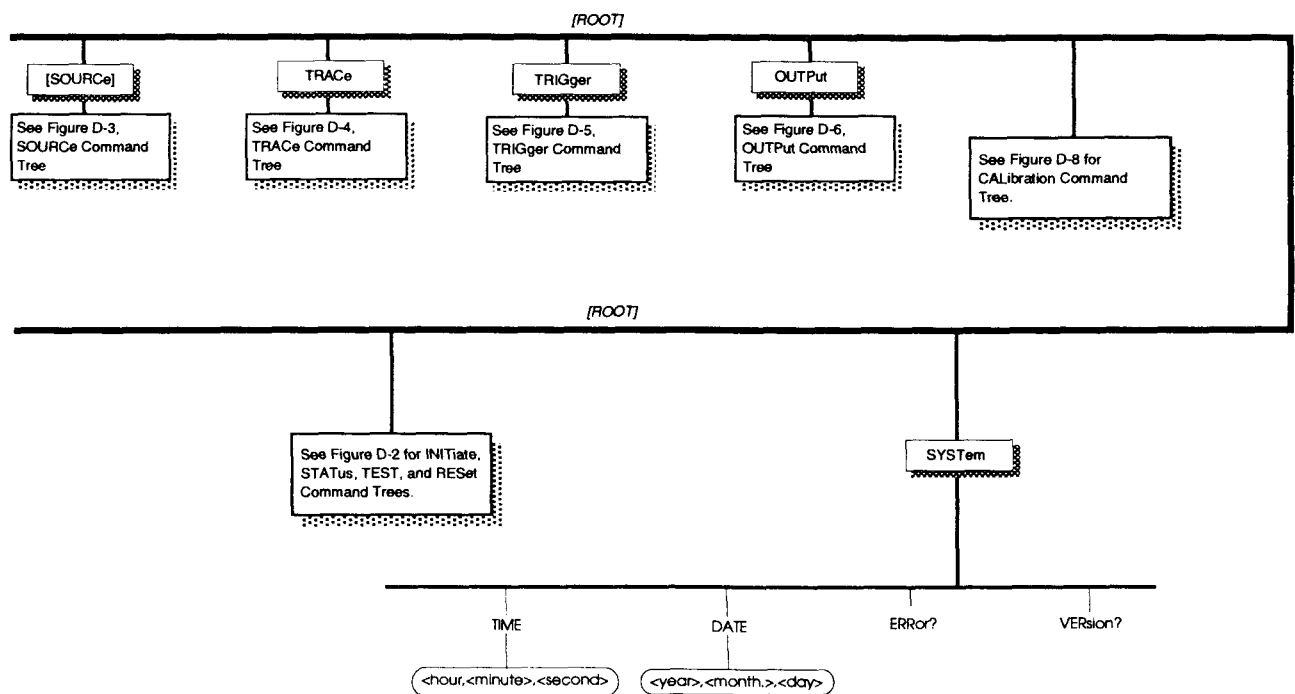 [ROOT]
[SOURCe]
TRACe
TRIGger
OUTPut
See Figure D-3,
SOURCe Command
Tree
See Figure D-4,
TRACe Command
Tree
See Figure D-5,
TRIGger Command
Tree
See Figure D-6,
OUTPut Command
Tree
See Figure D-8 for
CALibration Command
Tree.
[ROOT]
See Figure D-2 for INITiate,
STATus, TEST, and RESet
Command Trees.
SYSTem
TIME
DATE
ERRor?
VERsion?
<hour,<minute>,<second>
<year>,<month.>,<day>